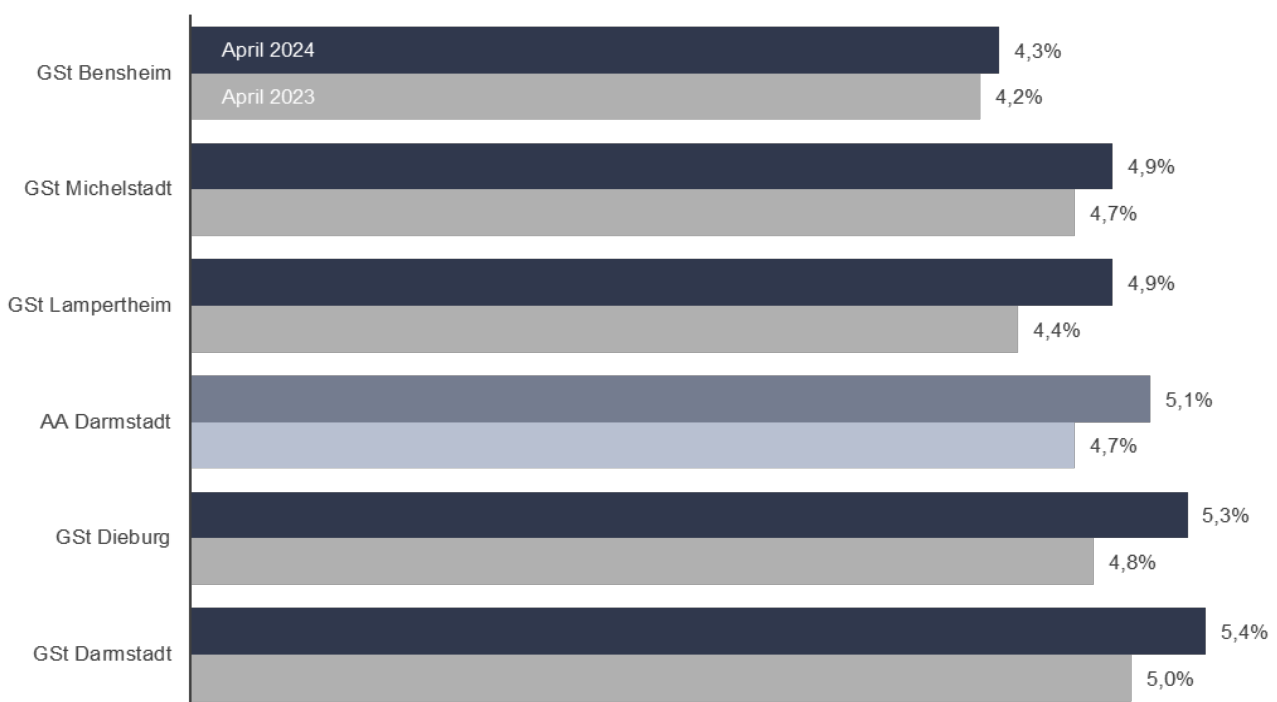 April 2024
4,3%
GSt Bensheim
April 2023
4,2%
4,9%
GSt Michelstadt
4,7%
4,9%
GSt Lampertheim
4,4%
5,1%
AA Darmstadt
4,7%
5,3%
GSt Dieburg
4,8%
5,4%
GSt Darmstadt
5,0%